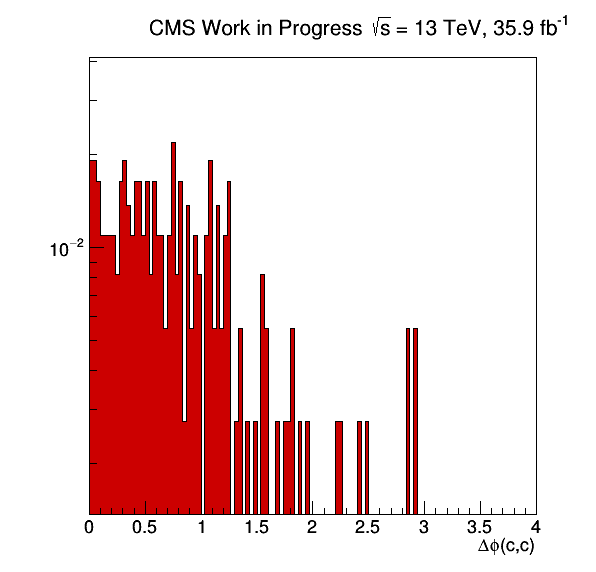 CMS Work in Progress √s = 13 TeV, 35.9 fb⁻¹
10⁻²
0 0.5 1 1.5 2 2.5 3 3.5 4
Δϕ(c,c)